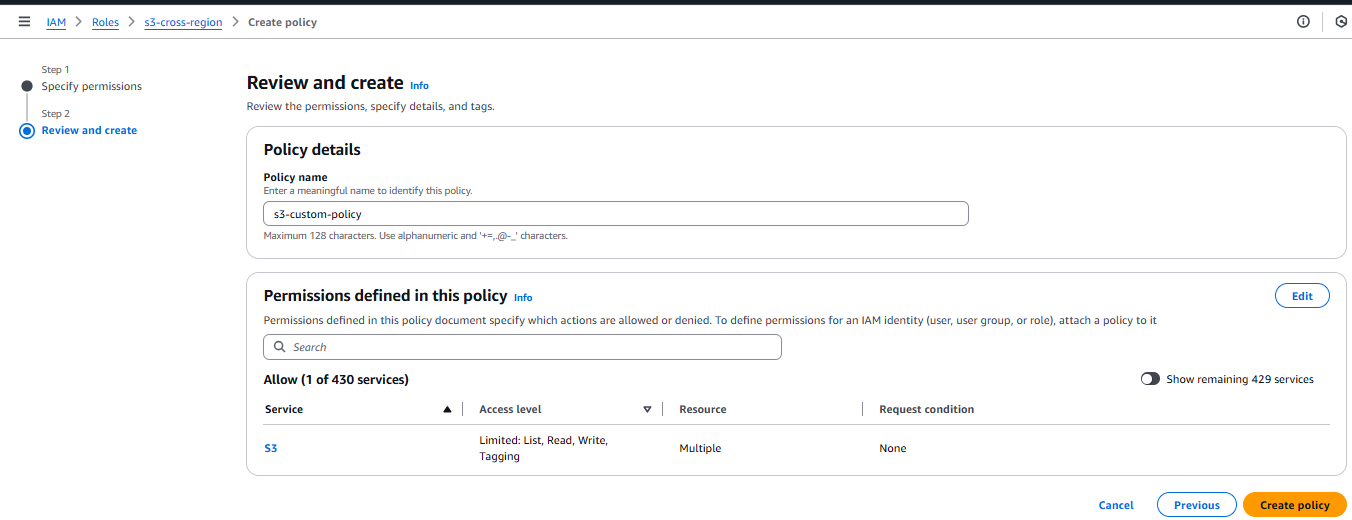 IAM > Roles > s3-cross-region > Create policy
Step 1
Specify permissions
Step 2
Review and create
Review and create Info
Review the permissions, specify details, and tags.
Policy details
Policy name
Enter a meaningful name to identify this policy.
s3-custom-policy
Maximum 128 characters. Use alphanumeric and '+=,.@-_' characters.
Permissions defined in this policy Info
Edit
Permissions defined in this policy document specify which actions are allowed or denied. To define permissions for an IAM identity (user, user group, or role), attach a policy to it
Search
Allow (1 of 430 services)
Show remaining 429 services
Service Access level Resource Request condition
S3 Limited: List, Read, Write, Multiple None
Tagging
Cancel Previous Create policy